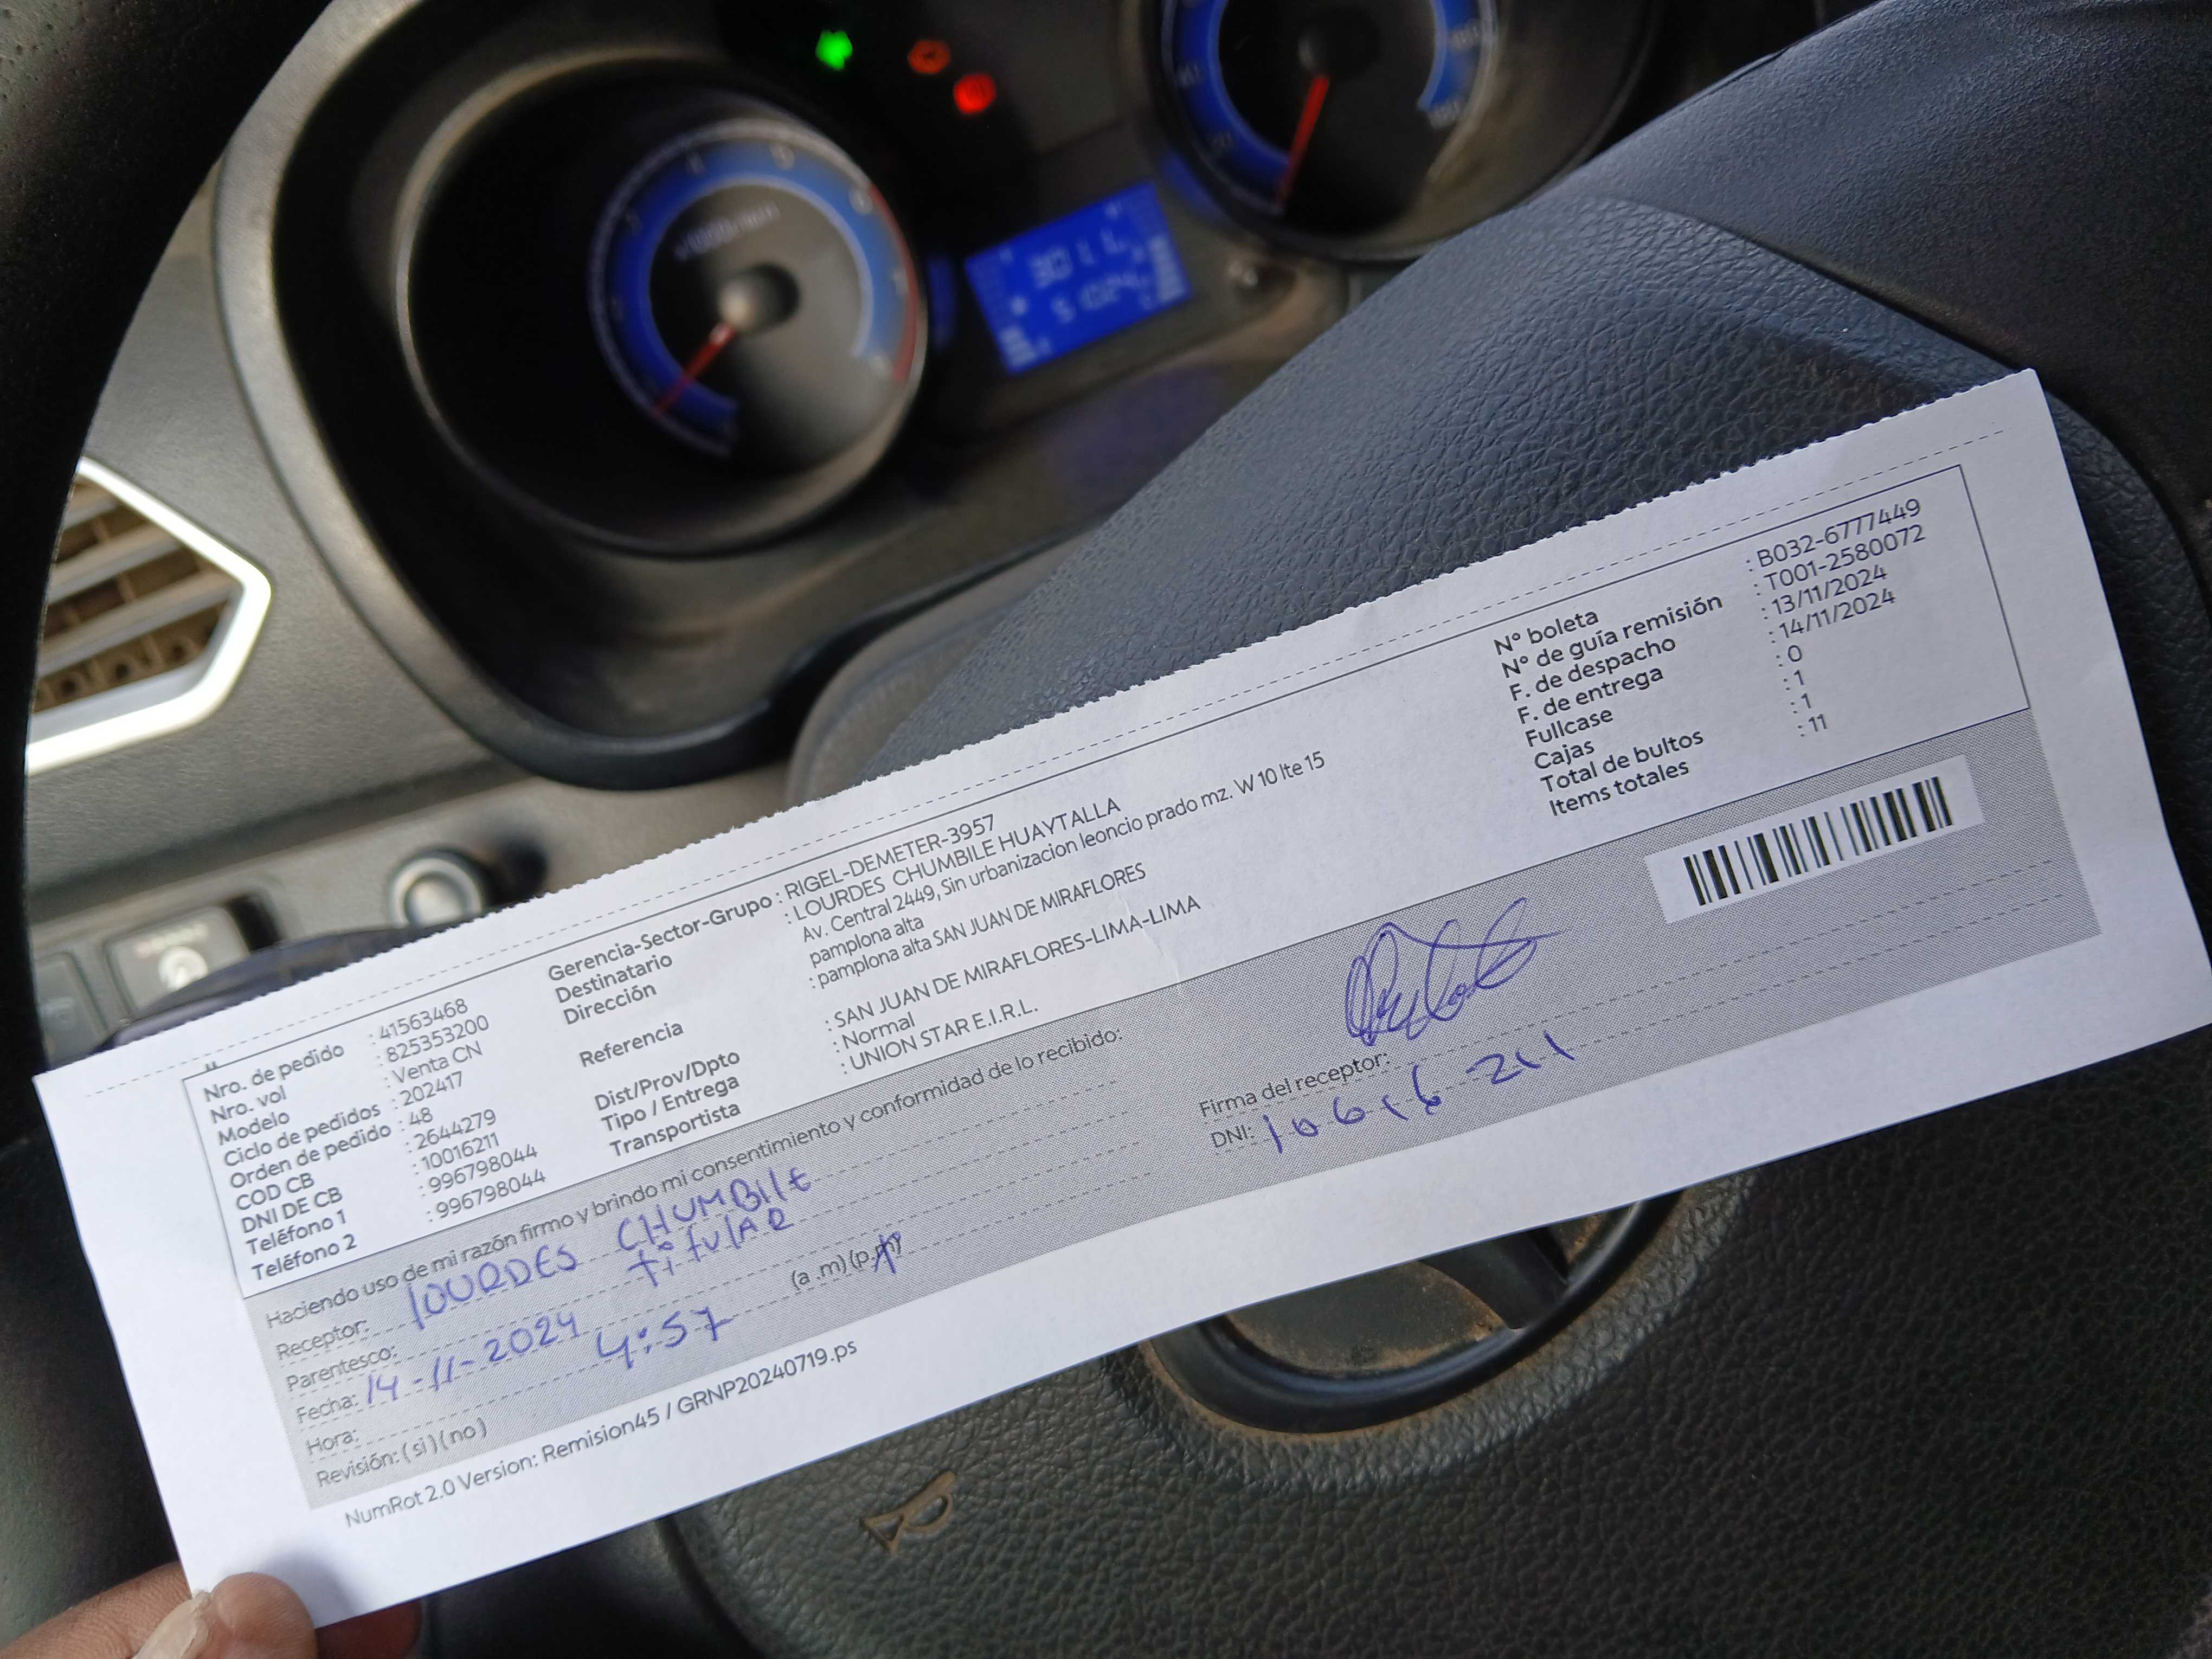 Nro. de pedido : 41563468
Nro. vol : 825353200
Modelo : Venta CN
Ciclo de pedidos : 202417
Orden de pedido : 48
COD CB : 2644279
DNI DE CB : 10016211
Teléfono 1 : 996798044
Teléfono 2 : 996798044
Gerencia-Sector-Grupo : RIGEL-DEMETER-3957
Destinatario : LOURDES CHUMBILE HUAYTALLA
Dirección : Av. Central 2449, Sin urbanizacion leoncio prado mz. W 10 lte 15
pamplona alta
Referencia : pamplona alta SAN JUAN DE MIRAFLORES
Dist/Prov/Dpto : SAN JUAN DE MIRAFLORES-LIMA-LIMA
Tipo / Entrega : Normal
Transportista : UNION STAR E.I.R.L.
N° boleta : B032-6777449
N° de guía remisión : T001-2580072
F. de despacho : 13/11/2024
F. de entrega : 14/11/2024
Fullcase : 0
Cajas : 1
Total de bultos : 1
Items totales : 11
Haciendo uso de mi razón firmo y brindo mi consentimiento y conformidad de lo recibido:
Receptor: LOURDES CHUMBILE
Parentesco: TITULAR
Fecha: 14-11-2024
Hora: 4:57 (a .m) (p.m)
Revisión: ( si ) ( no )
Firma del receptor:
DNI: 10616211
NumRot 2.0 Version: Remision45 / GRNP20240719.ps